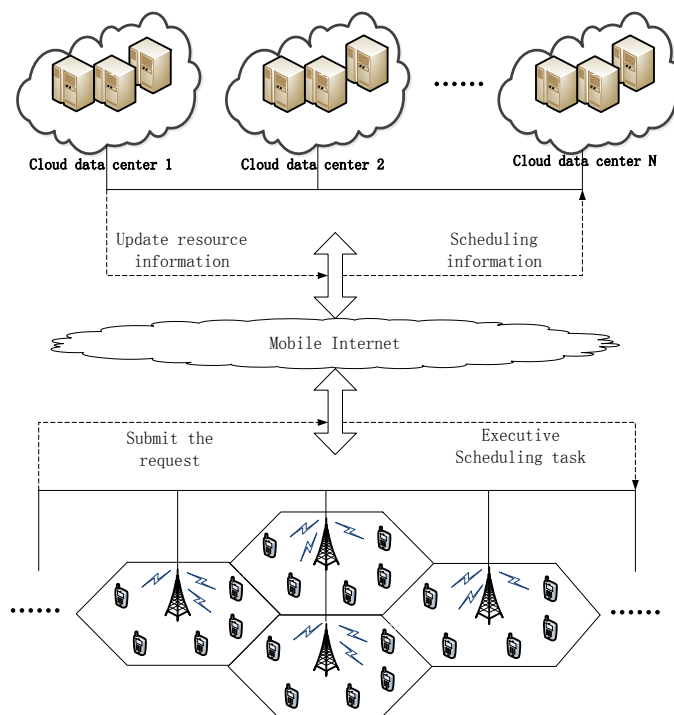 Cloud data center 1
Cloud data center 2
Cloud data center N
......
Update resource
information
Scheduling
information
Mobile Internet
Submit the
request
Executive
Scheduling task
......
......